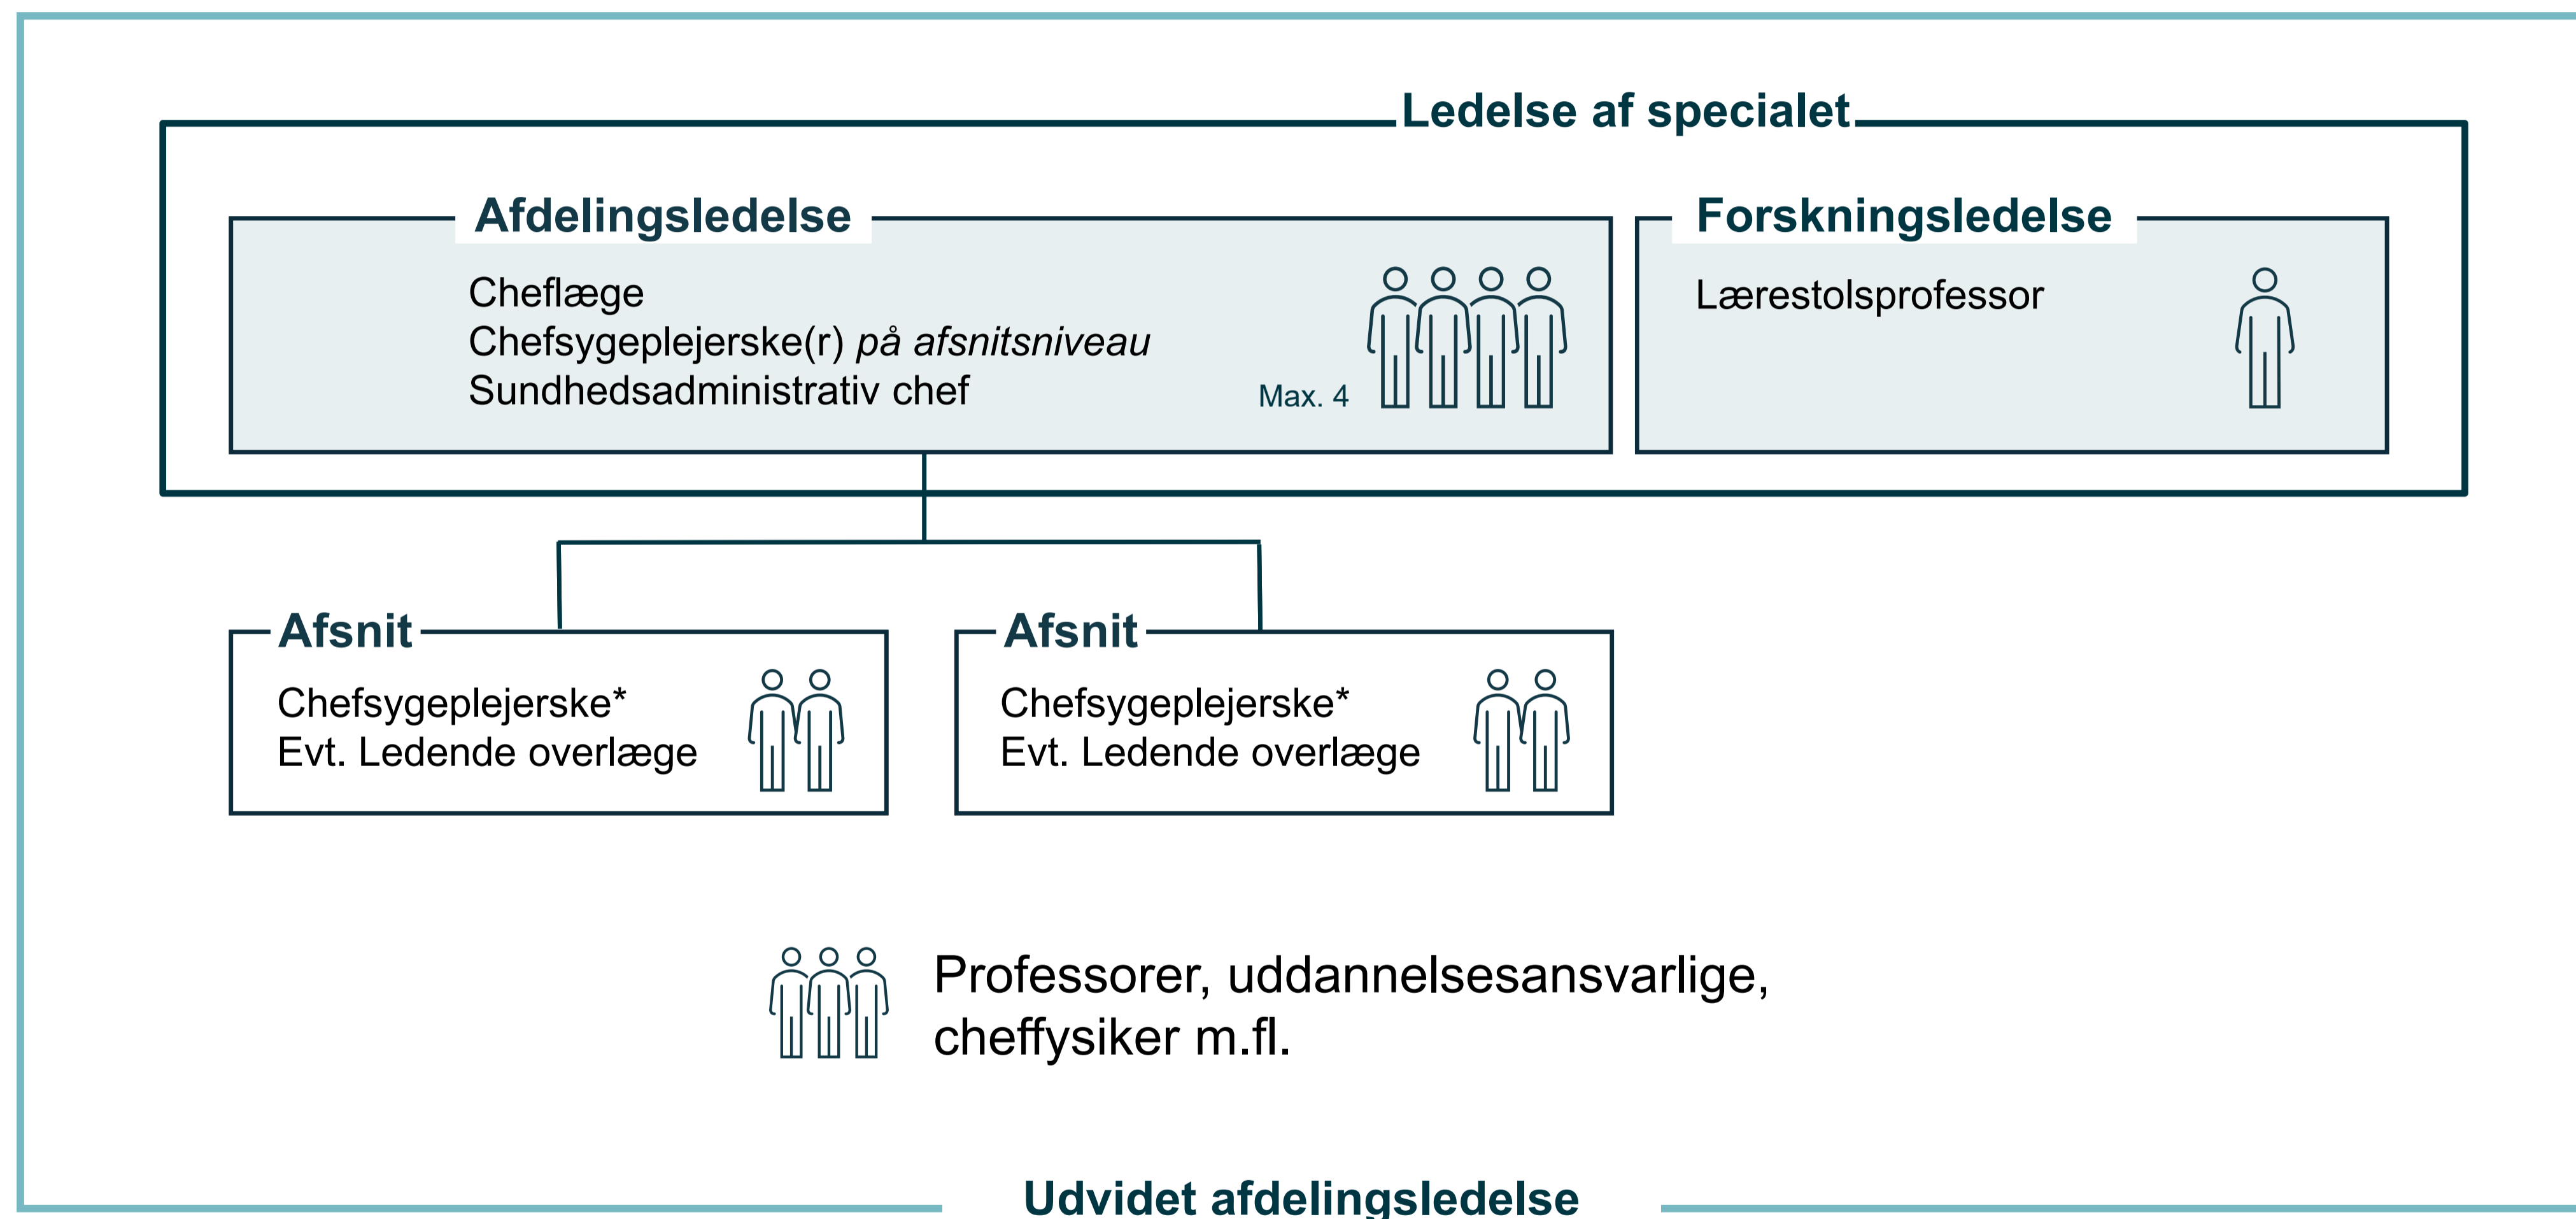 Ledelse af specialet
Afdelingsledelse
Cheflæge
Chefsygeplejerske(r) på afsnitsniveau
Sundhedsadministrativ chef
Max. 4
Forskningsledelse
Lærestolsprofessor
Afsnit
Chefsygeplejerske*
Evt. Ledende overlæge
Afsnit
Chefsygeplejerske*
Evt. Ledende overlæge
Professorer, uddannelsesansvarlige,
cheffysiker m.fl.
Udvidet afdelingsledelse